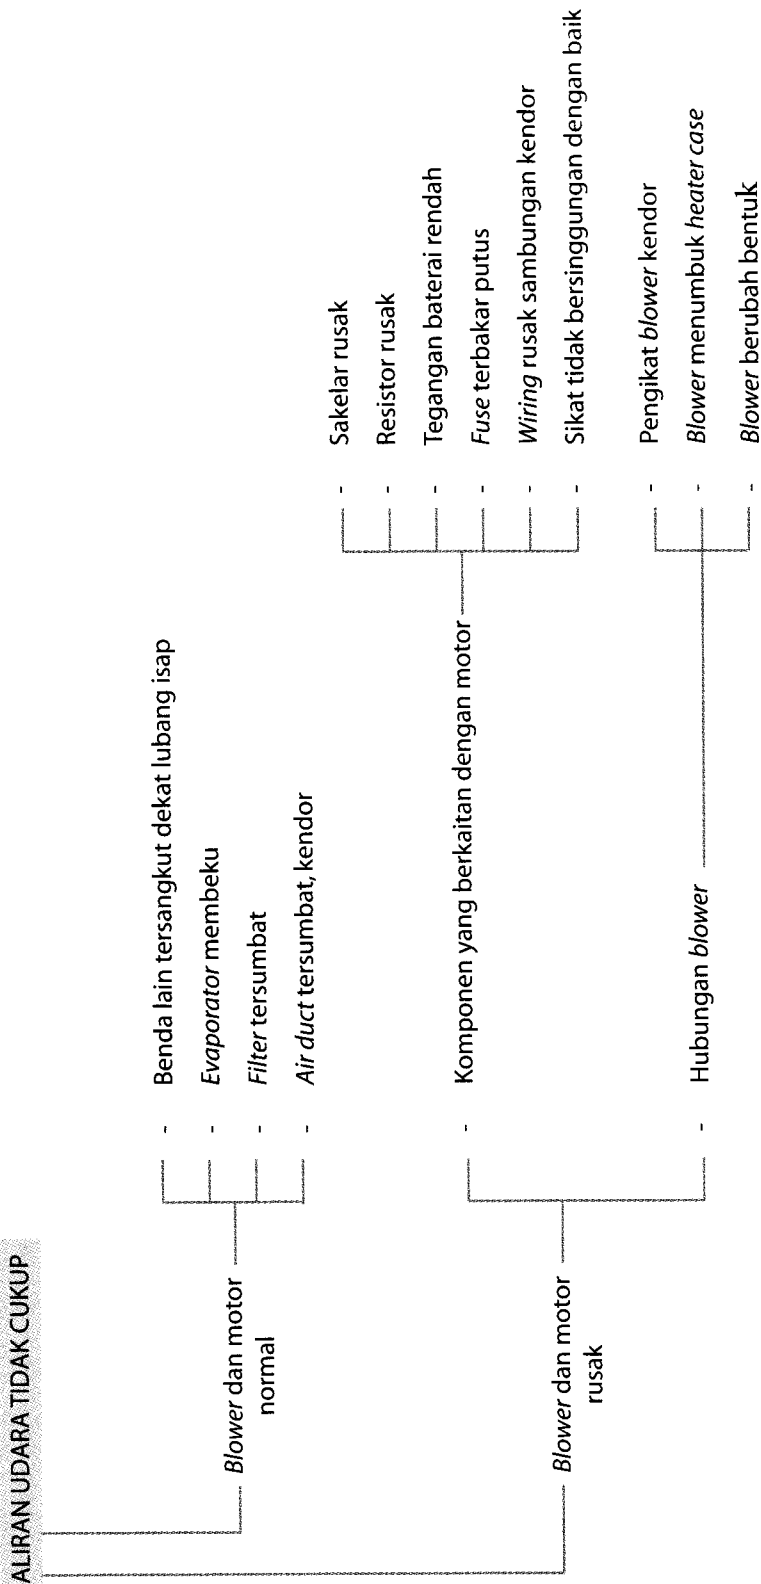 ALIRAN UDARA TIDAK CUKUP
Blower dan motor
normal
- Benda lain tersangkut dekat lubang isap
- Evaporator membeku
- Filter tersumbat
- Air duct tersumbat, kendor
Blower dan motor
rusak
- Komponen yang berkaitan dengan motor
- Sakelar rusak
- Resistor rusak
- Tegangan baterai rendah
- Fuse terbakar putus
- Wiring rusak sambungan kendor
- Sikat tidak bersinggungan dengan baik
- Hubungan blower
- Pengikat blower kendor
- Blower menumbuk heater case
- Blower berubah bentuk